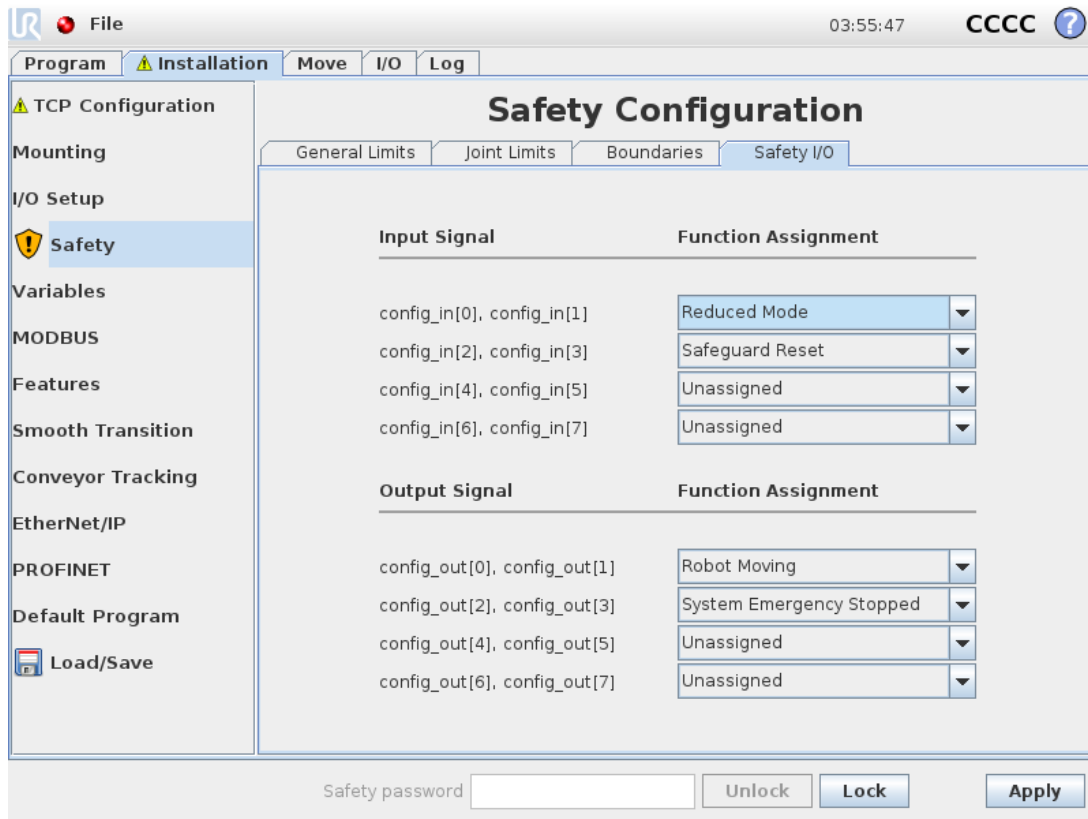 UR File 03:55:47 CCCC ?
Program Installation Move I/O Log
TCP Configuration
Mounting
I/O Setup
Safety
Variables
MODBUS
Features
Smooth Transition
Conveyor Tracking
EtherNet/IP
PROFINET
Default Program
Load/Save
Safety Configuration
General Limits Joint Limits Boundaries Safety I/O
Input Signal Function Assignment
config_in[0], config_in[1] Reduced Mode
config_in[2], config_in[3] Safeguard Reset
config_in[4], config_in[5] Unassigned
config_in[6], config_in[7] Unassigned
Output Signal Function Assignment
config_out[0], config_out[1] Robot Moving
config_out[2], config_out[3] System Emergency Stopped
config_out[4], config_out[5] Unassigned
config_out[6], config_out[7] Unassigned
Safety password Unlock Lock Apply